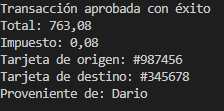 Transacción aprobada con éxito
Total: 763,08
Impuesto: 0,08
Tarjeta de origen: #987456
Tarjeta de destino: #345678
Proveniente de: Dario